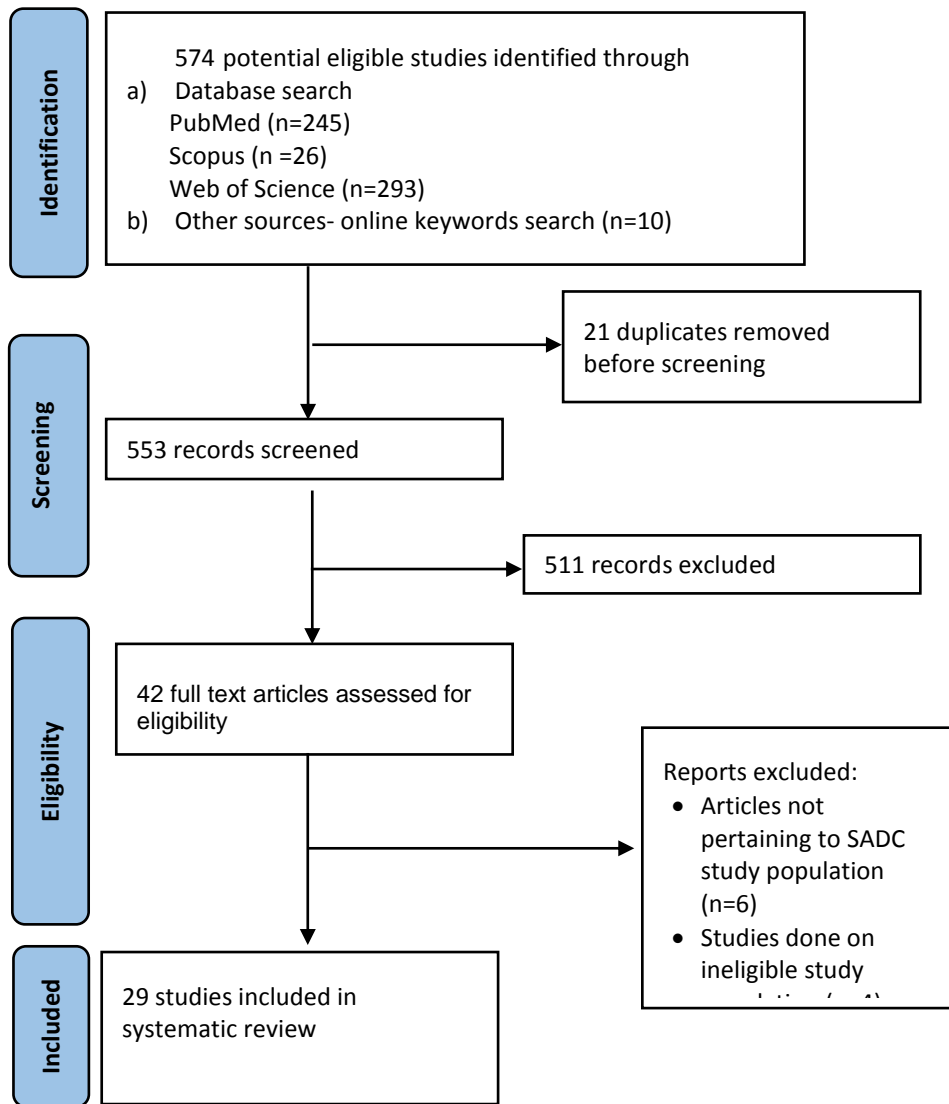 Identification
574 potential eligible studies identified through
a) Database search
PubMed (n=245)
Scopus (n =26)
Web of Science (n=293)
b) Other sources- online keywords search (n=10)
21 duplicates removed
before screening
Screening
553 records screened
511 records excluded
Eligibility
42 full text articles assessed for
eligibility
Reports excluded:
• Articles not
pertaining to SADC
study population
(n=6)
• Studies done on
ineligible study
Included
29 studies included in
systematic review